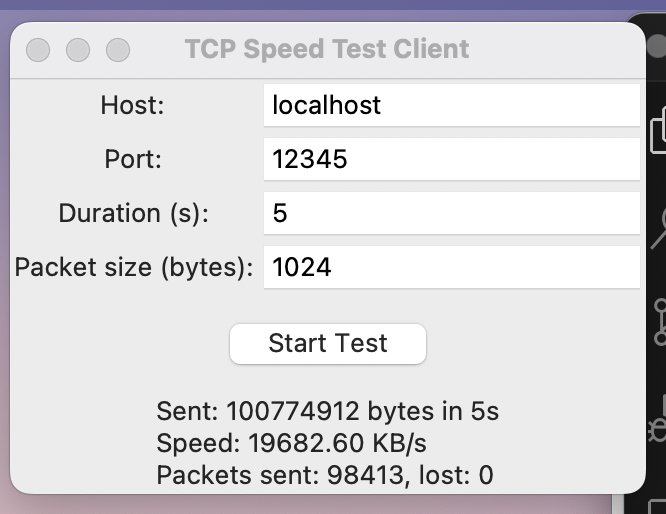 TCP Speed Test Client
Host: localhost
Port: 12345
Duration (s): 5
Packet size (bytes): 1024
Start Test
Sent: 100774912 bytes in 5s
Speed: 19682.60 KB/s
Packets sent: 98413, lost: 0